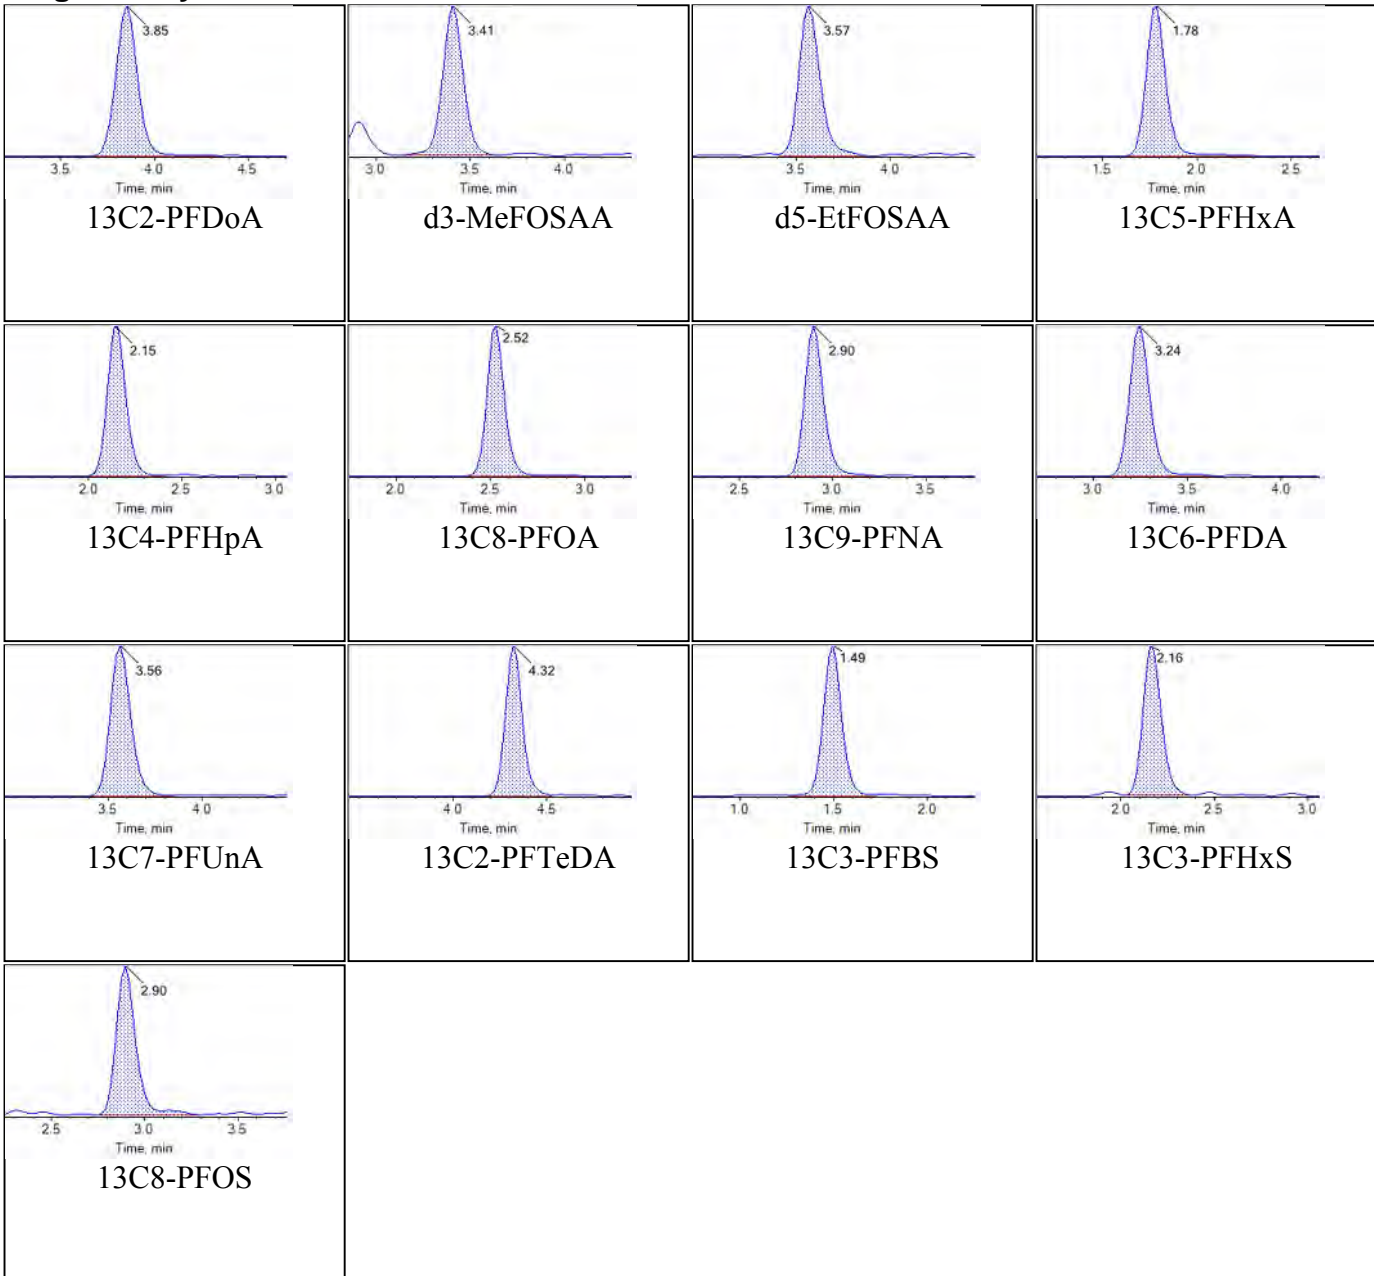 3.85
3.5 4.0 4.5
Time, min
13C2-PFDoA
3.41
3.0 3.5 4.0
Time, min
d3-MeFOSAA
3.57
3.5 4.0
Time, min
d5-EtFOSAA
1.78
1.5 2.0 2.5
Time, min
13C5-PFHxA
2.15
2.0 2.5 3.0
Time, min
13C4-PFHpA
2.52
2.0 2.5 3.0
Time, min
13C8-PFOA
2.90
2.5 3.0 3.5
Time, min
13C9-PFNA
3.24
3.0 3.5 4.0
Time, min
13C6-PFDA
3.56
3.5 4.0
Time, min
13C7-PFUnA
4.32
4.0 4.5
Time, min
13C2-PFTeDA
1.49
1.0 1.5 2.0
Time, min
13C3-PFBS
2.16
2.0 2.5 3.0
Time, min
13C3-PFHxS
2.90
2.5 3.0 3.5
Time, min
13C8-PFOS